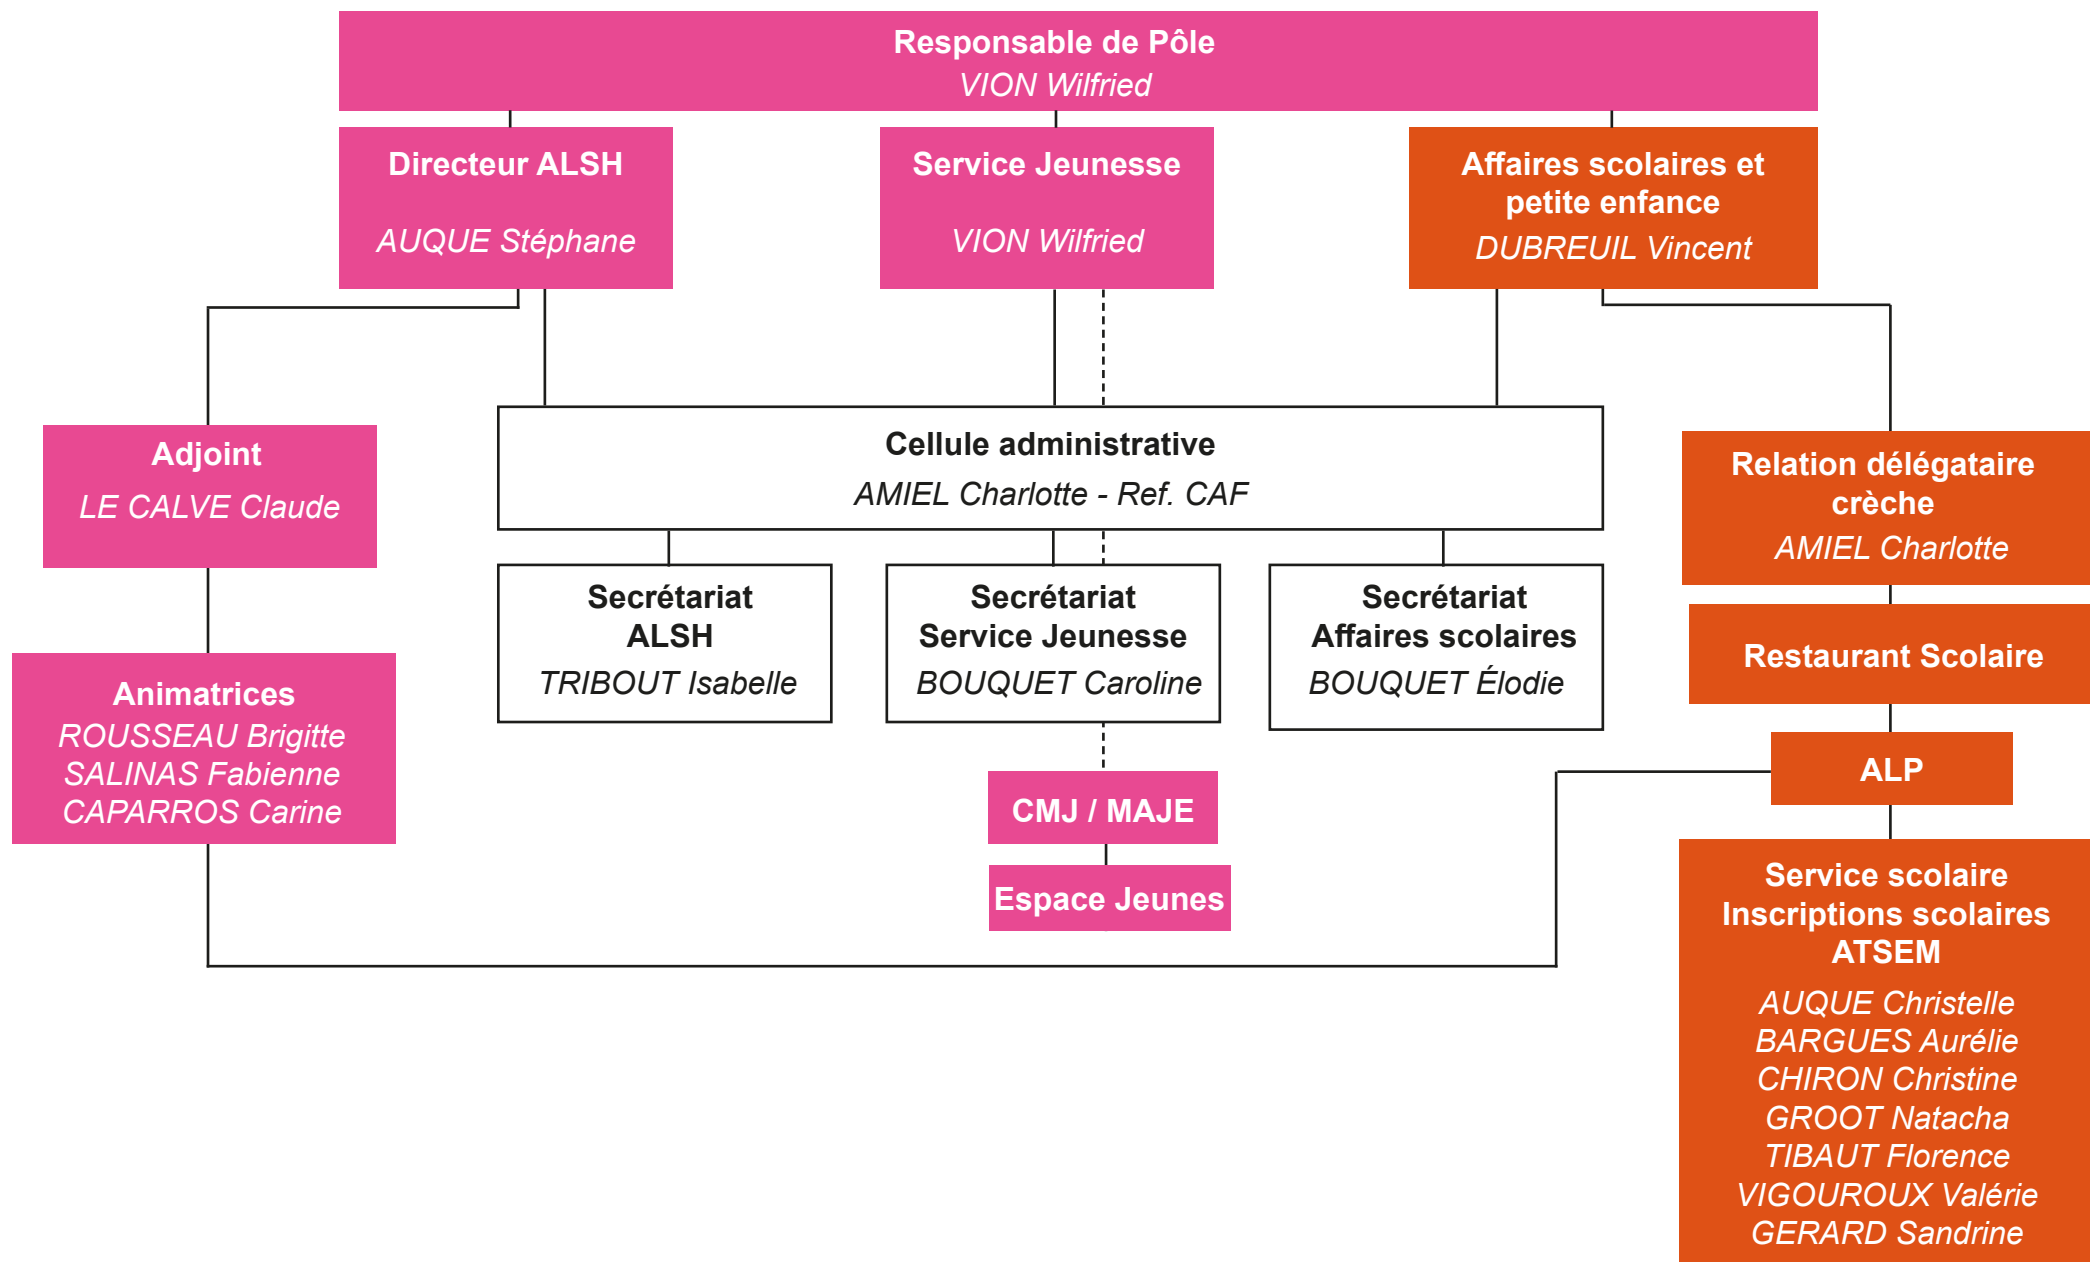 Responsable de Pôle
VION Wilfried
Directeur ALSH
AUQUE Stéphane
Service Jeunesse
VION Wilfried
Affaires scolaires et
petite enfance
DUBREUIL Vincent
Adjoint
LE CALVE Claude
Cellule administrative
AMIEL Charlotte - Ref. CAF
Relation délégataire
crèche
AMIEL Charlotte
Secrétariat
ALSH
TRIBOUT Isabelle
Secrétariat
Service Jeunesse
BOUQUET Caroline
Secrétariat
Affaires scolaires
BOUQUET Élodie
Restaurant Scolaire
Animatrices
ROUSSEAU Brigitte
SALINAS Fabienne
CAPARROS Carine
CMJ / MAJE
Espace Jeunes
ALP
Service scolaire
Inscriptions scolaires
ATSEM
AUQUE Christelle
BARGUES Aurélie
CHIRON Christine
GROOT Natacha
TIBAUT Florence
VIGOUROUX Valérie
GERARD Sandrine